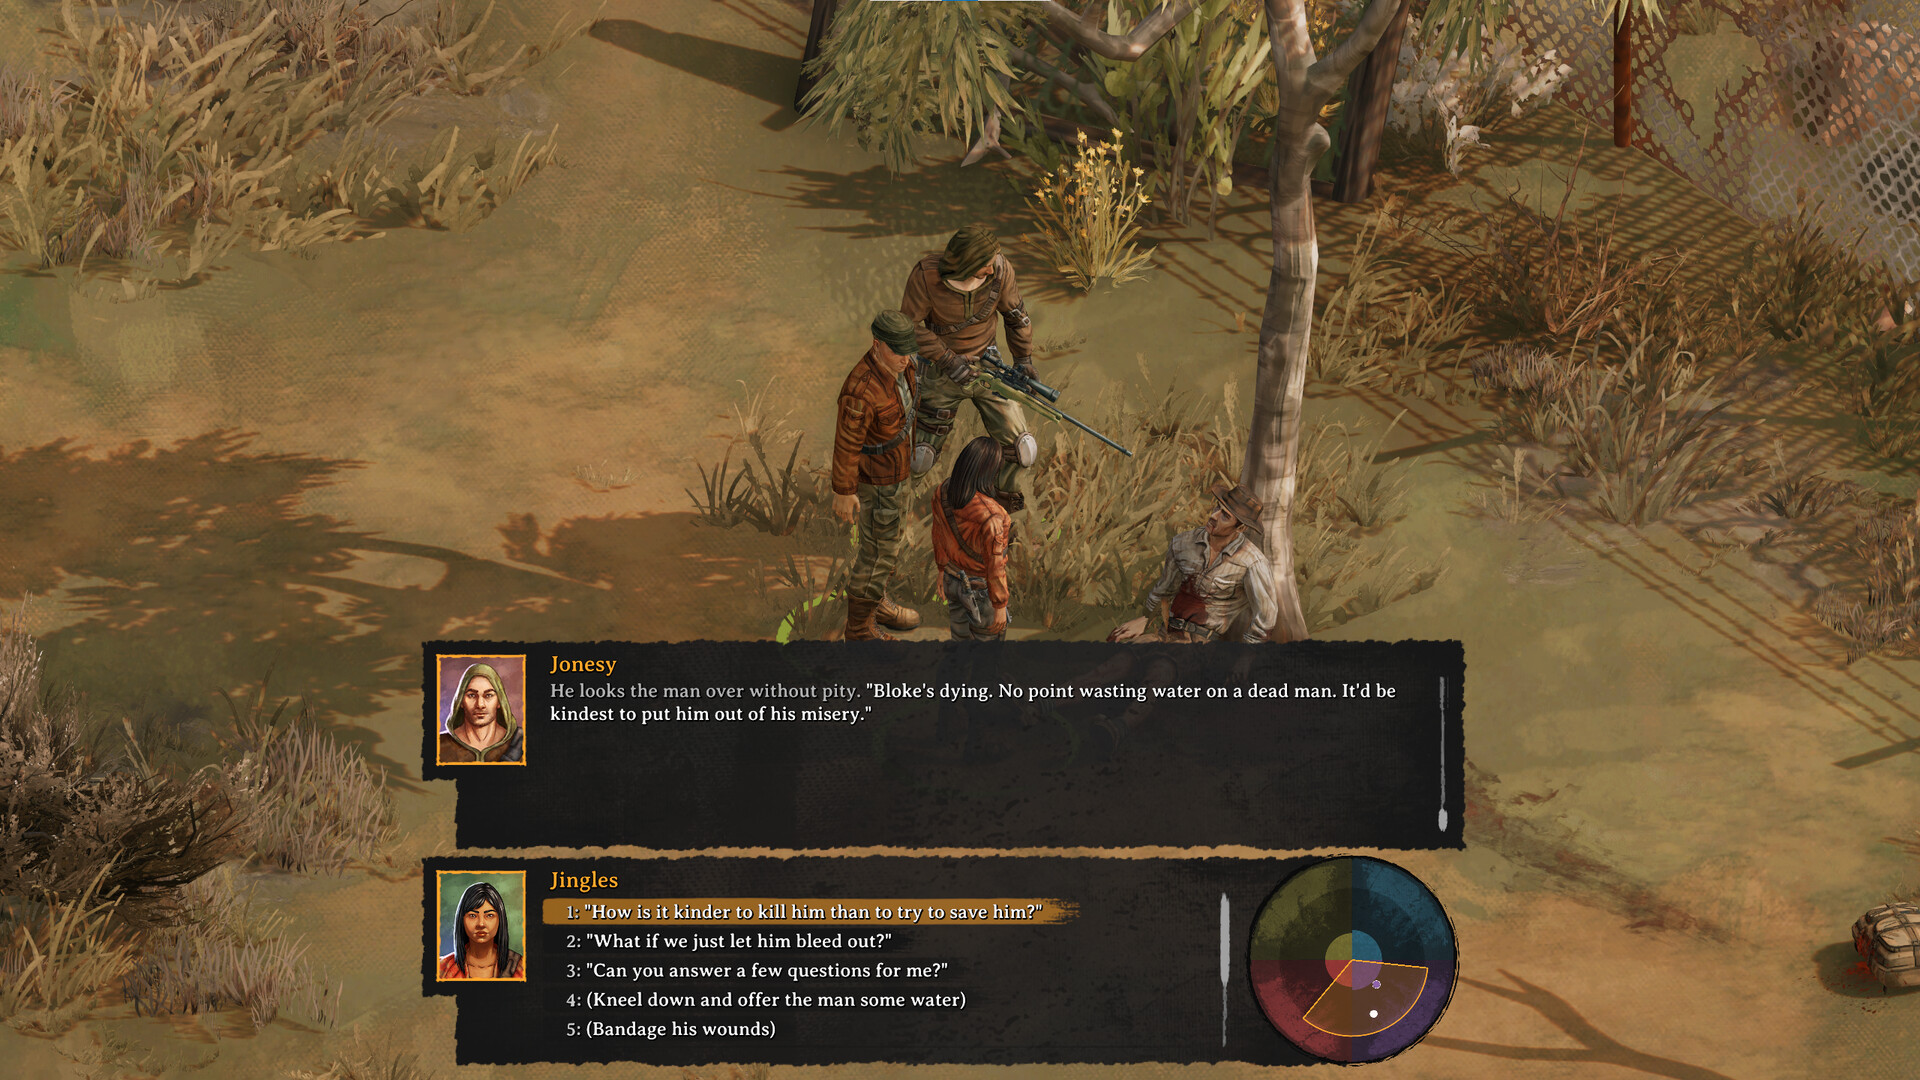 Jonesy
He looks the man over without pity. "Bloke's dying. No point wasting water on a dead man. It'd be
kindest to put him out of his misery."
Jingles
1: "How is it kinder to kill him than to try to save him?"
2: "What if we just let him bleed out?"
3: "Can you answer a few questions for me?"
4: (Kneel down and offer the man some water)
5: (Bandage his wounds)